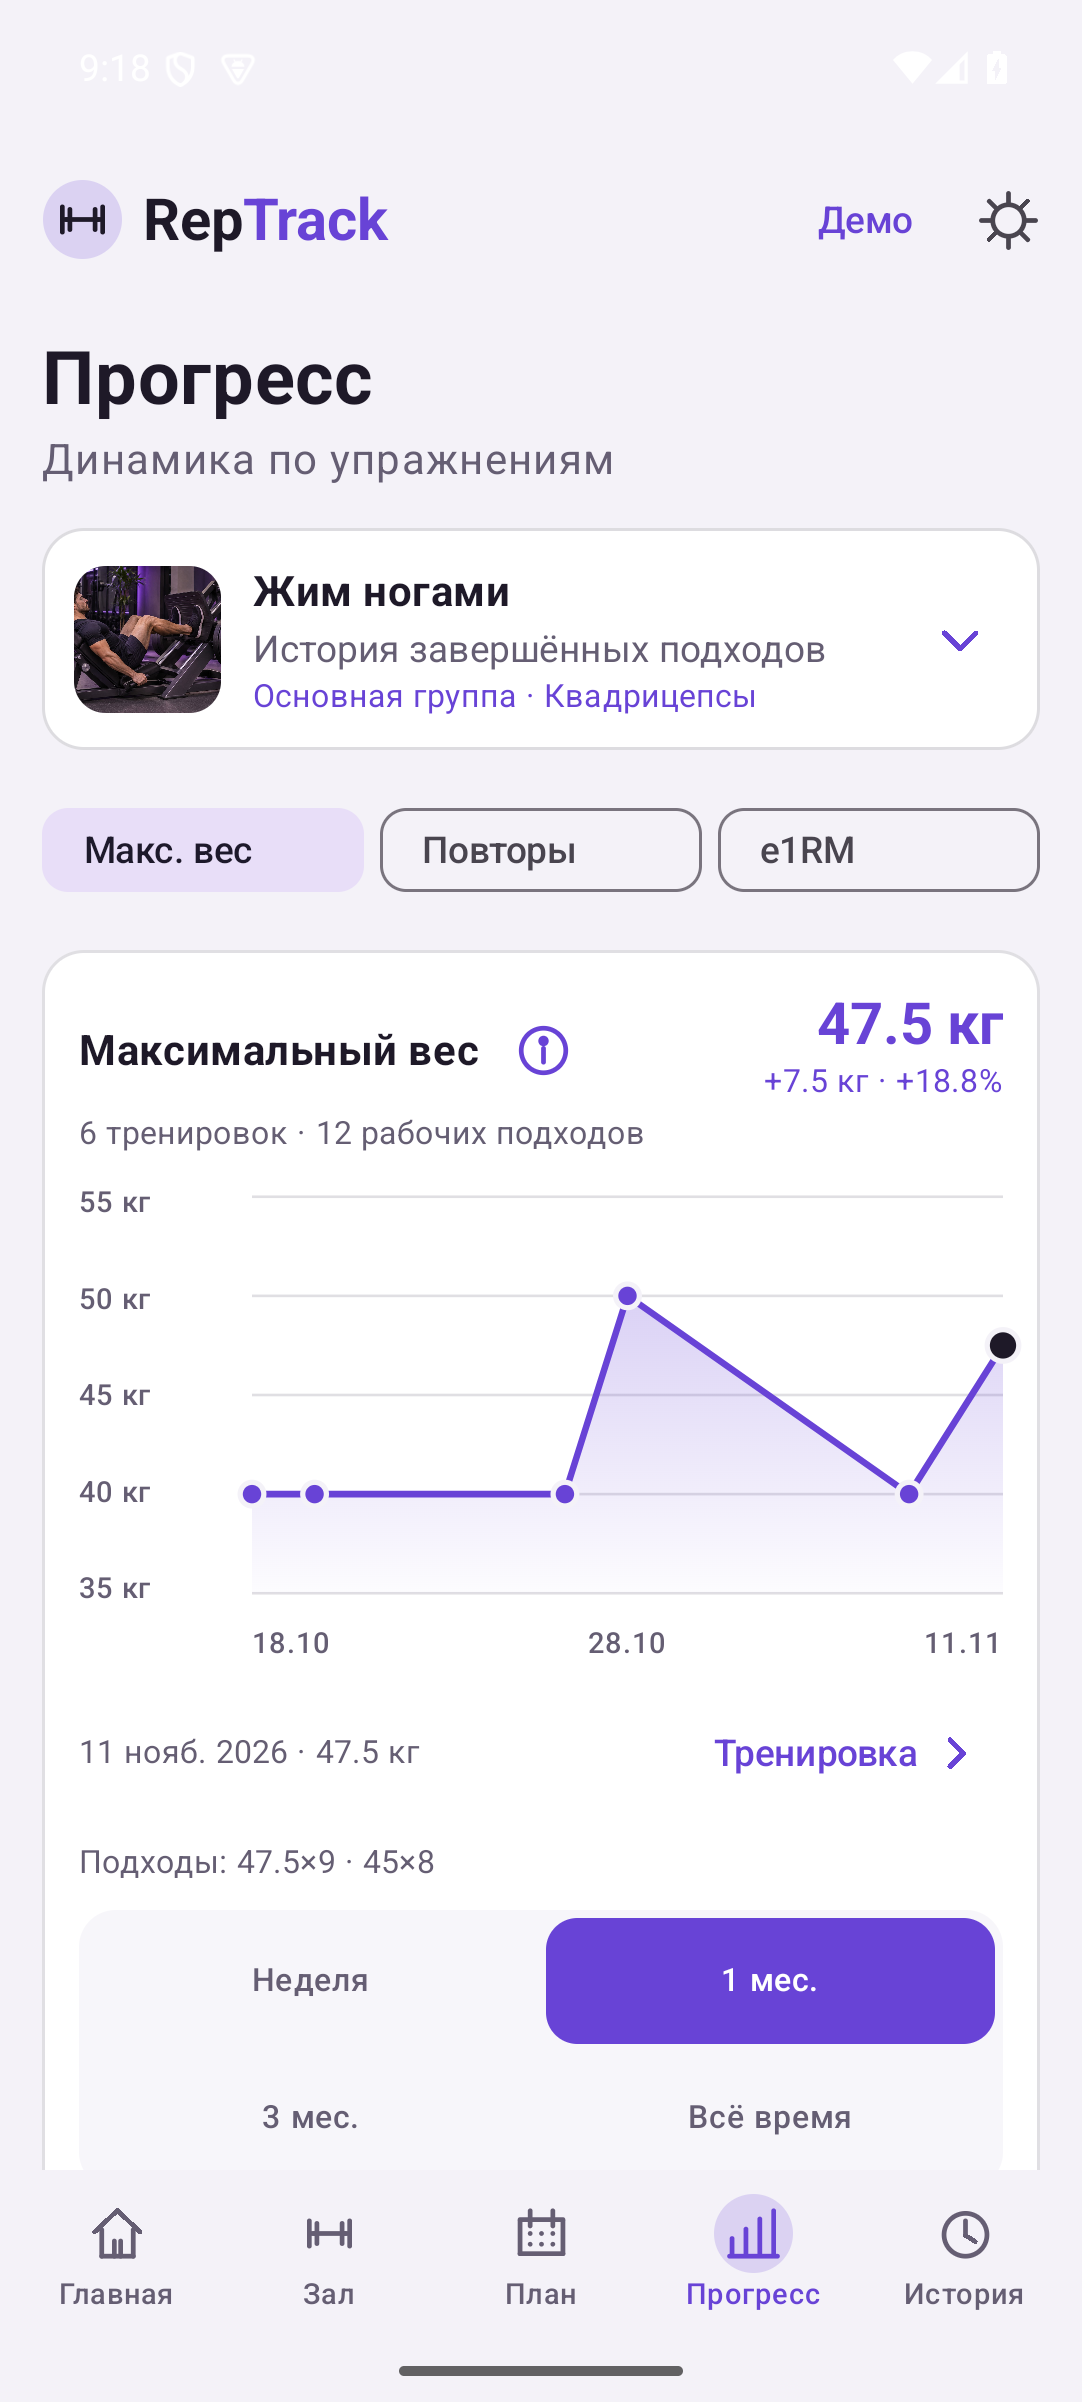 9:18
RepTrack
Демо
Прогресс
Динамика по упражнениям
Жим ногами
История завершённых подходов
Основная группа · Квадрицепсы
Макс. вес
Повторы
e1RM
Максимальный вес
47.5 кг
+7.5 кг · +18.8%
6 тренировок · 12 рабочих подходов
55 кг
50 кг
45 кг
40 кг
35 кг
18.10
28.10
11.11
11 нояб. 2026 · 47.5 кг
Тренировка
Подходы: 47.5×9 · 45×8
Неделя
1 мес.
3 мес.
Всё время
Главная
Зал
План
Прогресс
История